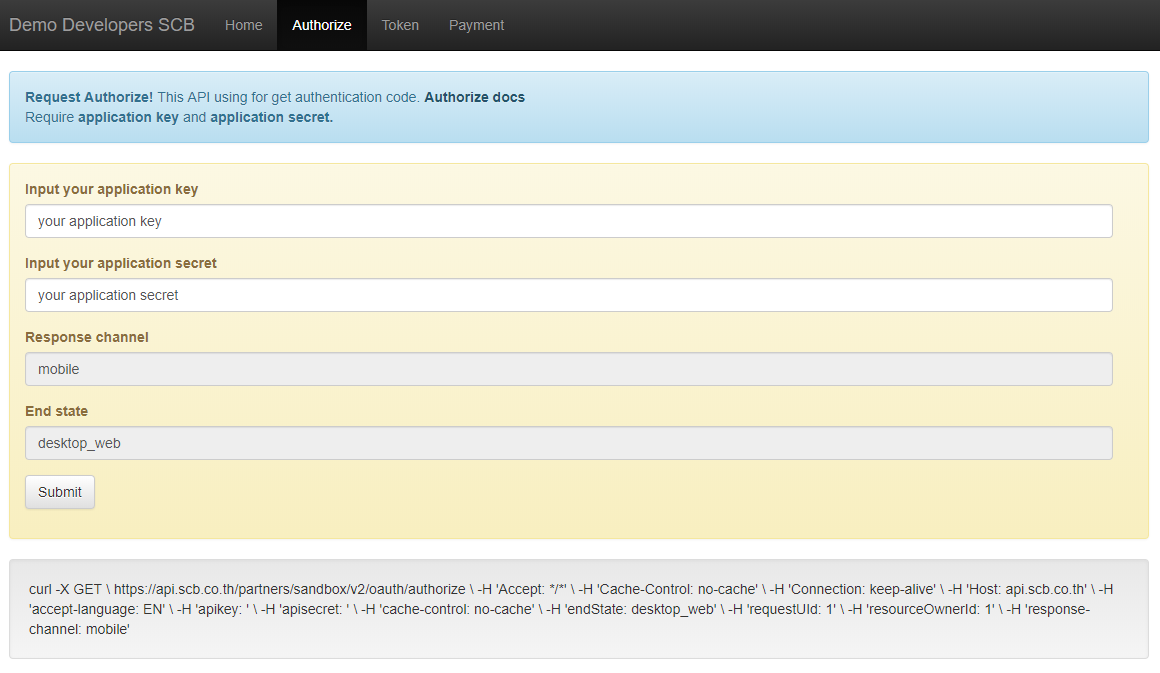 Demo Developers SCB Home Authorize Token Payment
Request Authorize! This API using for get authentication code. Authorize docs
Require application key and application secret.
Input your application key
your application key
Input your application secret
your application secret
Response channel
mobile
End state
desktop_web
Submit
curl -X GET \ https://api.scb.co.th/partners/sandbox/v2/oauth/authorize \ -H 'Accept: */*' \ -H 'Cache-Control: no-cache' \ -H 'Connection: keep-alive' \ -H 'Host: api.scb.co.th' \ -H
'accept-language: EN' \ -H 'apikey: ' \ -H 'apisecret: ' \ -H 'cache-control: no-cache' \ -H 'endState: desktop_web' \ -H 'requestUId: 1' \ -H 'resourceOwnerId: 1' \ -H 'response-
channel: mobile'